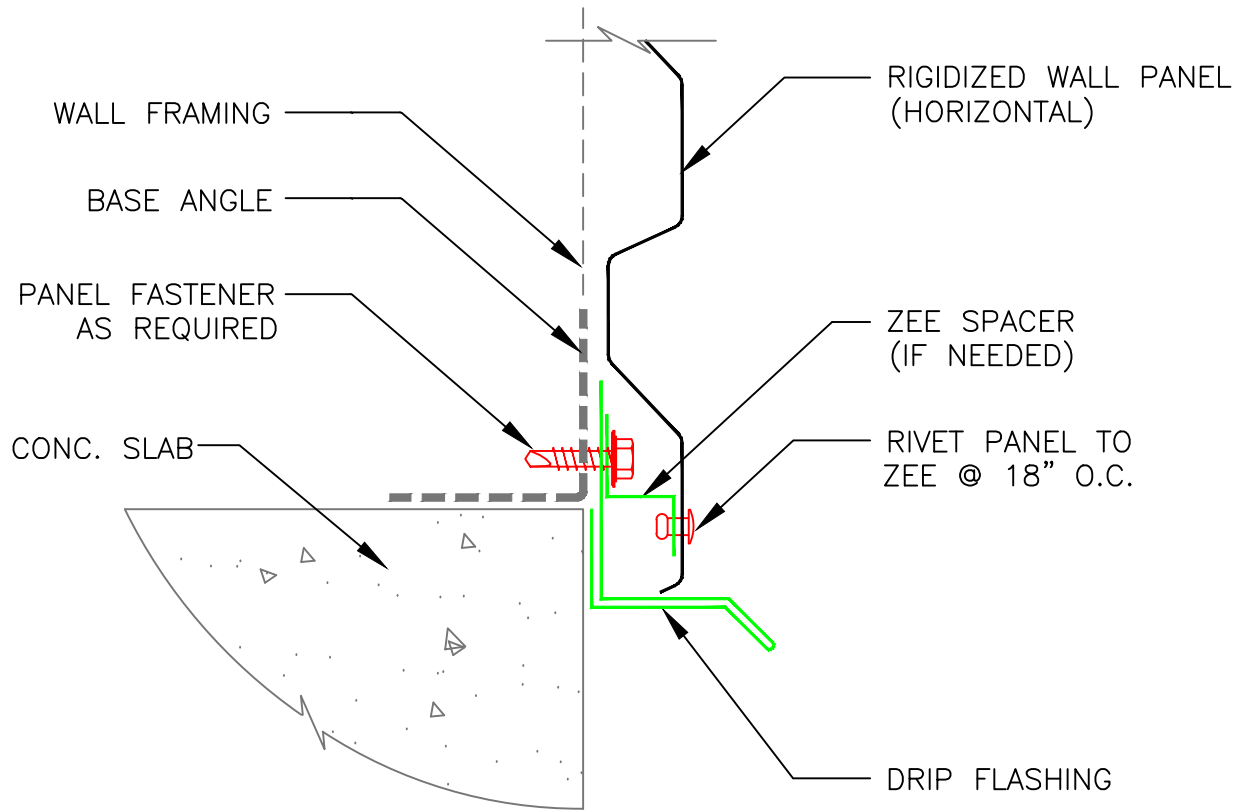 WALL FRAMING
BASE ANGLE
PANEL FASTENER
AS REQUIRED
CONC. SLAB
RIGIDIZED WALL PANEL
(HORIZONTAL)
ZEE SPACER
(IF NEEDED)
RIVET PANEL TO
ZEE @ 18" O.C.
DRIP FLASHING